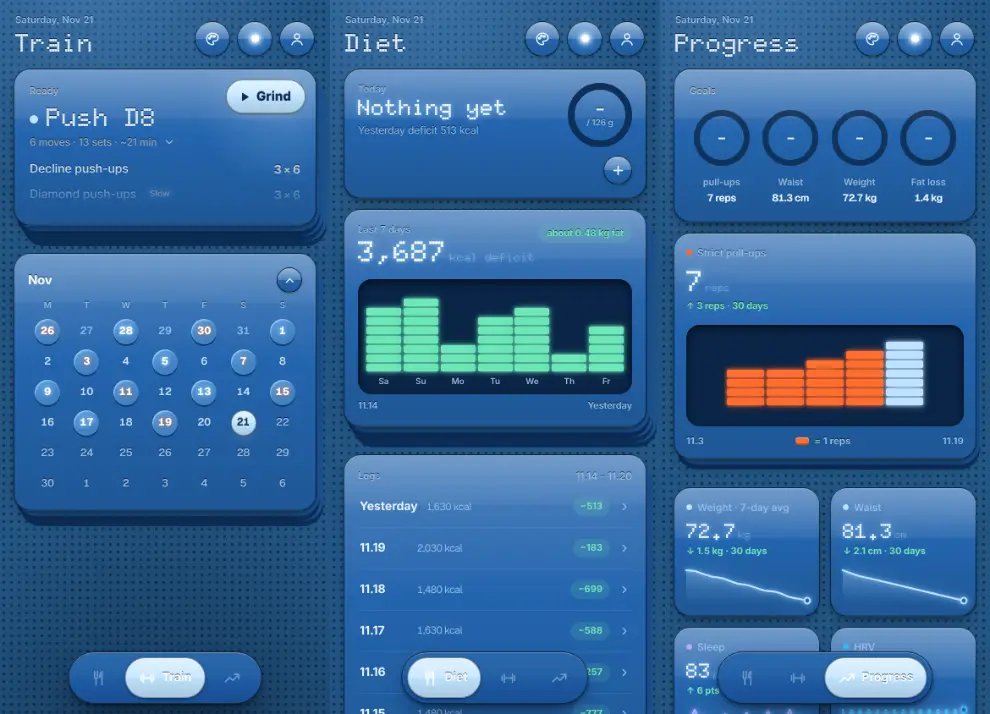 Saturday, Nov 21
Train
Ready
Push D8
Grind
6 moves · 13 sets · ~21 min
Decline push-ups 3 × 6
Diamond push-ups Slow 3 × 6
Nov
M T W T F S S
26 27 28 29 30 31 1
2 3 4 5 6 7 8
9 10 11 12 13 14 15
16 17 18 19 20 21 22
23 24 25 26 27 28 29
30 1 2 3 4 5 6
Train
Saturday, Nov 21
Diet
Today
Nothing yet
Yesterday deficit 513 kcal
-
/ 126 g
Last 7 days
about 0.48 kg fat
3,687 kcal deficit
Sa Su Mo Tu We Th Fr
11.14 Yesterday
Logs 11.14 – 11.20
Yesterday 1,630 kcal −513
11.19 2,030 kcal −183
11.18 1,480 kcal −699
11.17 1,630 kcal −588
11.16 257
11.15 1,480 kcal −777
Diet
Saturday, Nov 21
Progress
Goals
- - - -
pull-ups Waist Weight Fat loss
7 reps 81.3 cm 72.7 kg 1.4 kg
Strict pull-ups
7 reps
↑ 3 reps · 30 days
11.3 = 1 reps 11.19
Weight · 7-day avg
72.7 kg
↓ 1.5 kg · 30 days
Waist
81.3 cm
↓ 2.1 cm · 30 days
Sleep
83
↑ 6 pts
HRV
Progress